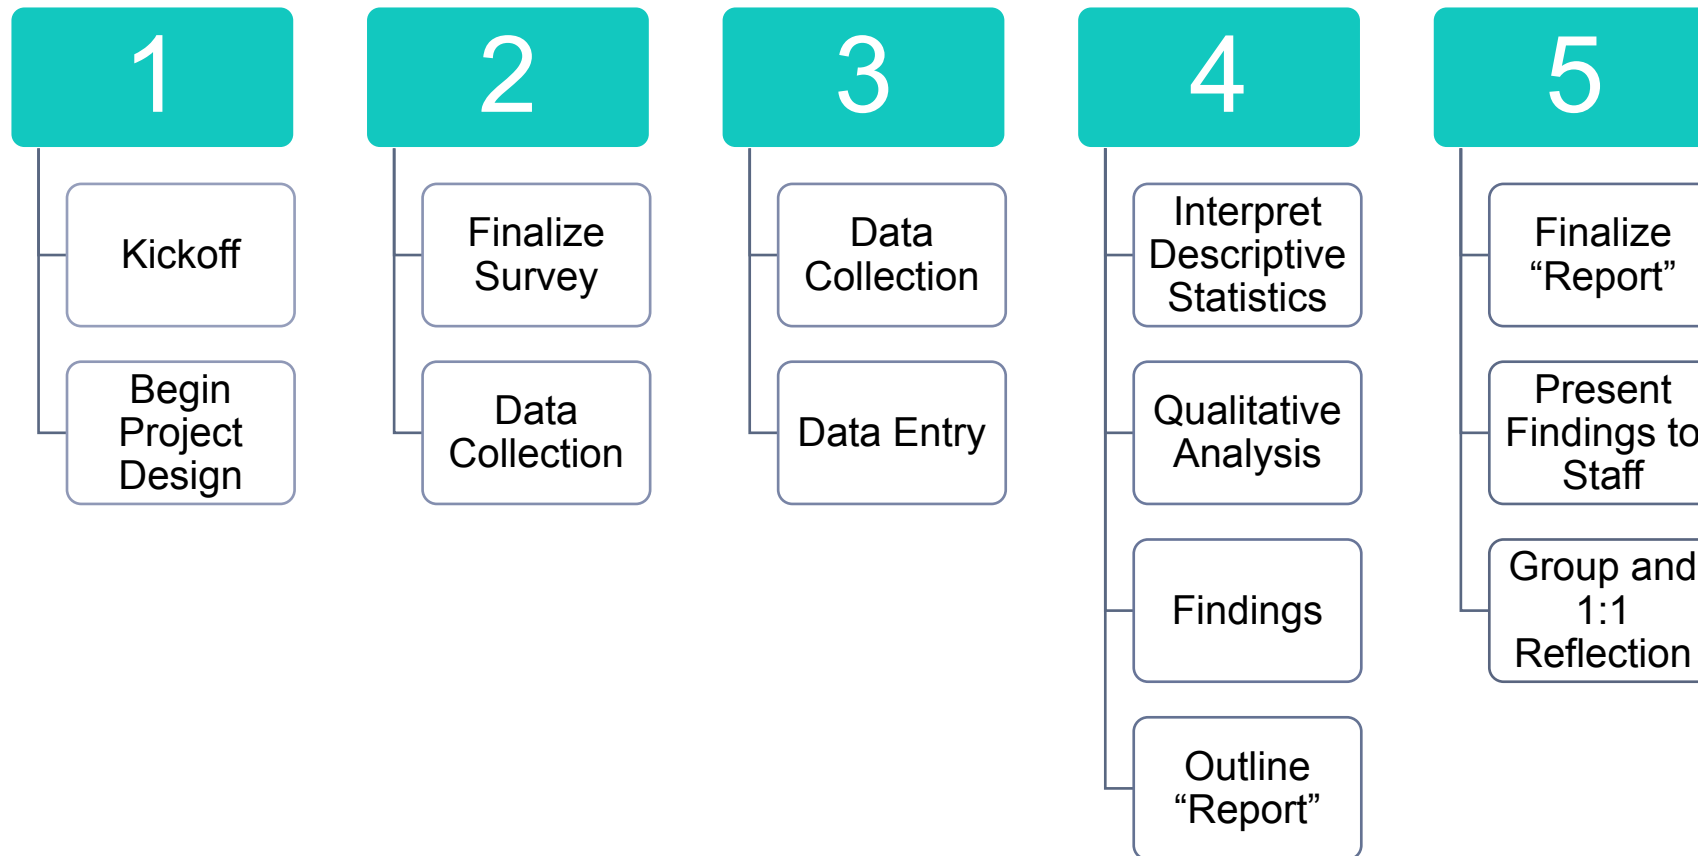 1
Kickoff
Begin
Project
Design
2
Finalize
Survey
Data
Collection
3
Data
Collection
Data Entry
4
Interpret
Descriptive
Statistics
Qualitative
Analysis
Findings
Outline
“Report”
5
Finalize
“Report”
Present
Findings to
Staff
Group and
1:1
Reflection